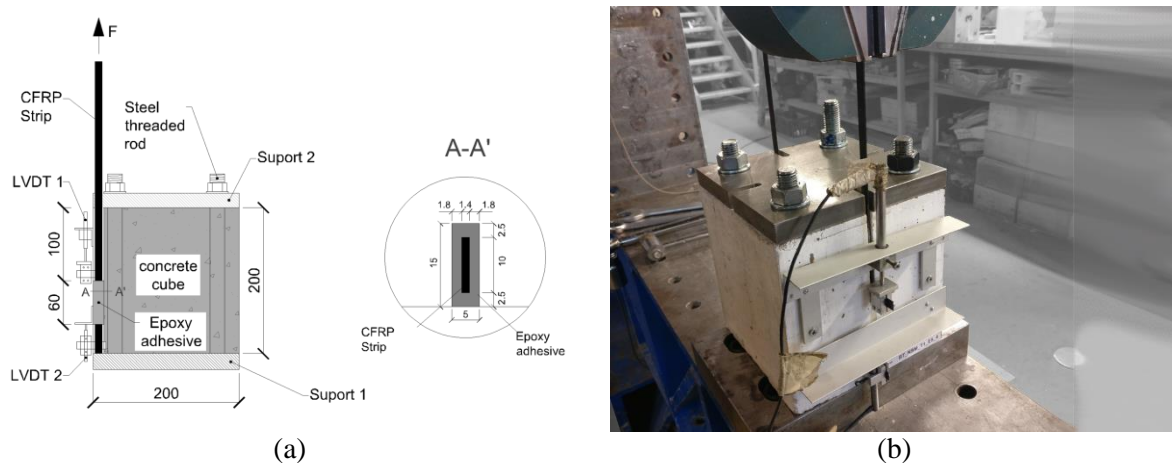 F
CFRP
Strip
Steel
threaded
rod
Suport 2
LVDT 1
100
60
A
A'
concrete
cube
200
Epoxy
adhesive
LVDT 2
200
Suport 1
A-A'
1.8
1.4
1.8
15
2.5
10
2.5
5
CFRP
Strip
Epoxy
adhesive
(a)
(b)